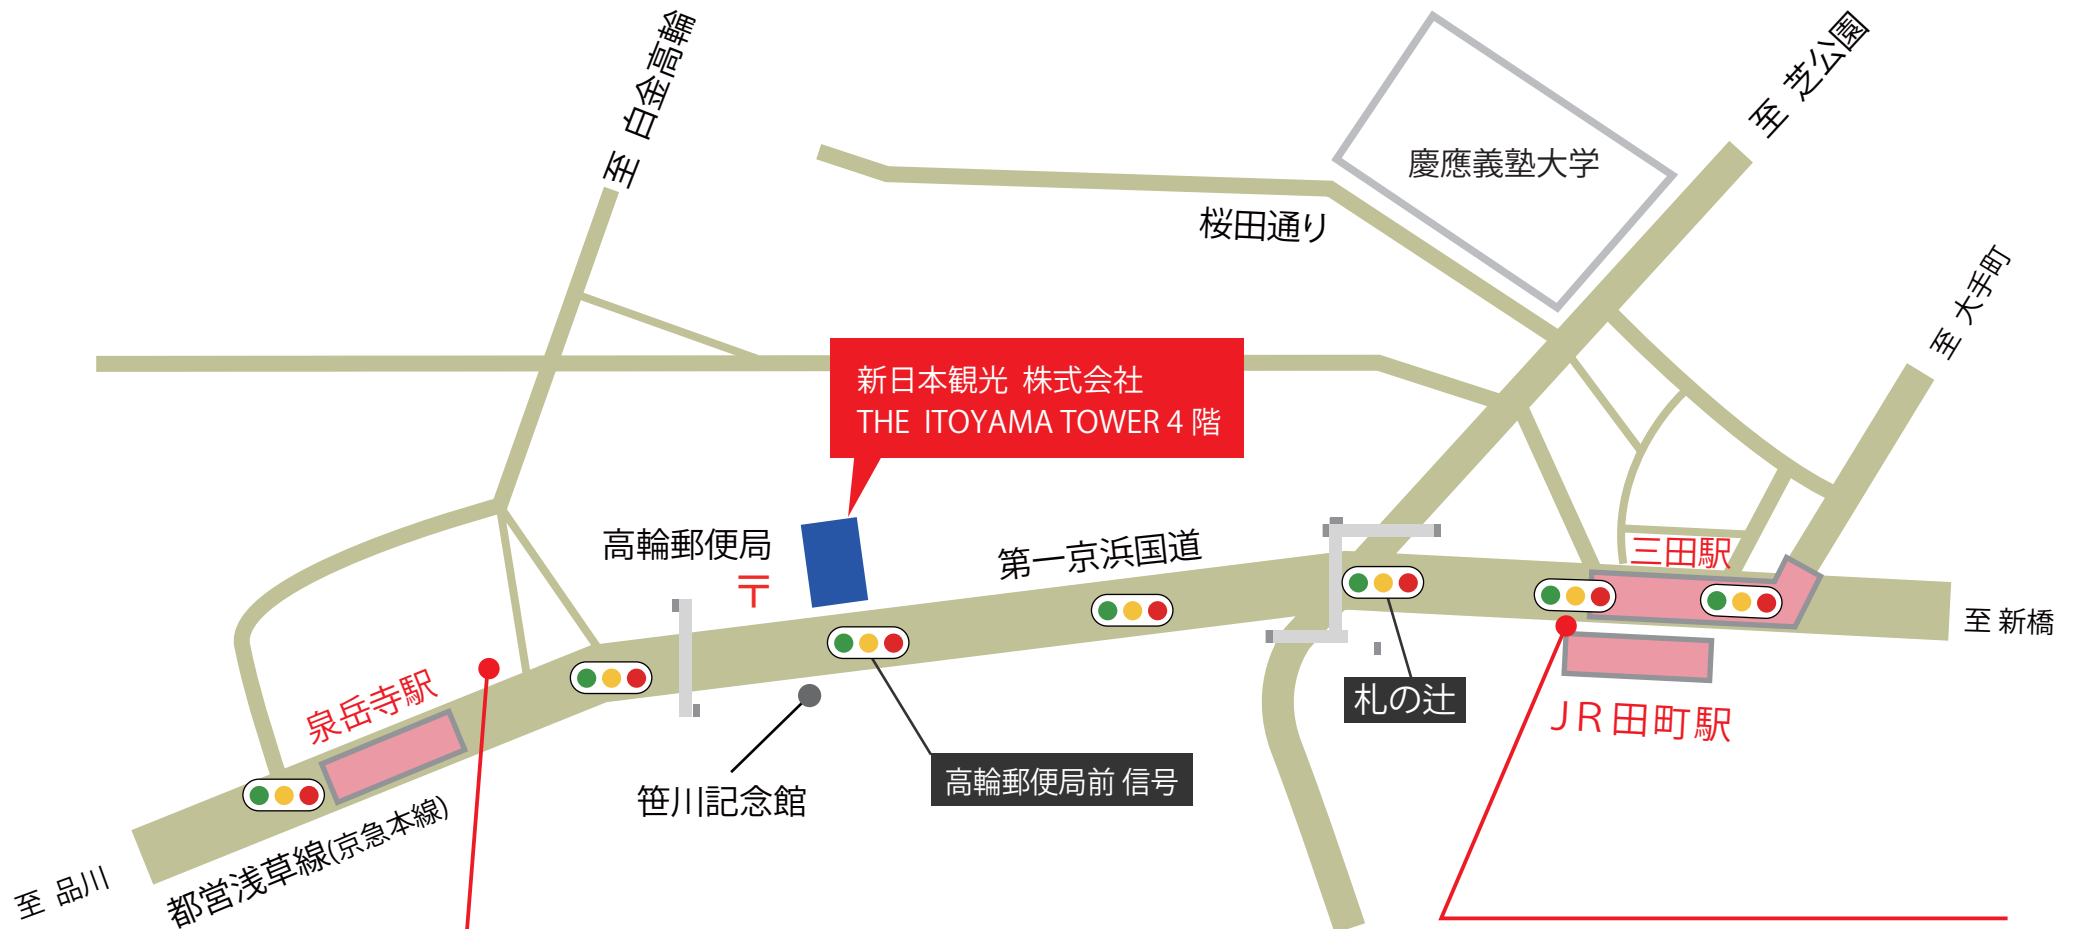 至 白金高輪
至 芝公園
慶應義塾大学
桜田通り
至 大手町
新日本観光 株式会社
THE ITOYAMA TOWER 4 階
高輪郵便局
〒
第一京浜国道
三田駅
至 新橋
泉岳寺駅
札の辻
JR田町駅
笹川記念館
高輪郵便局前 信号
都営浅草線(京急本線)
至 品川